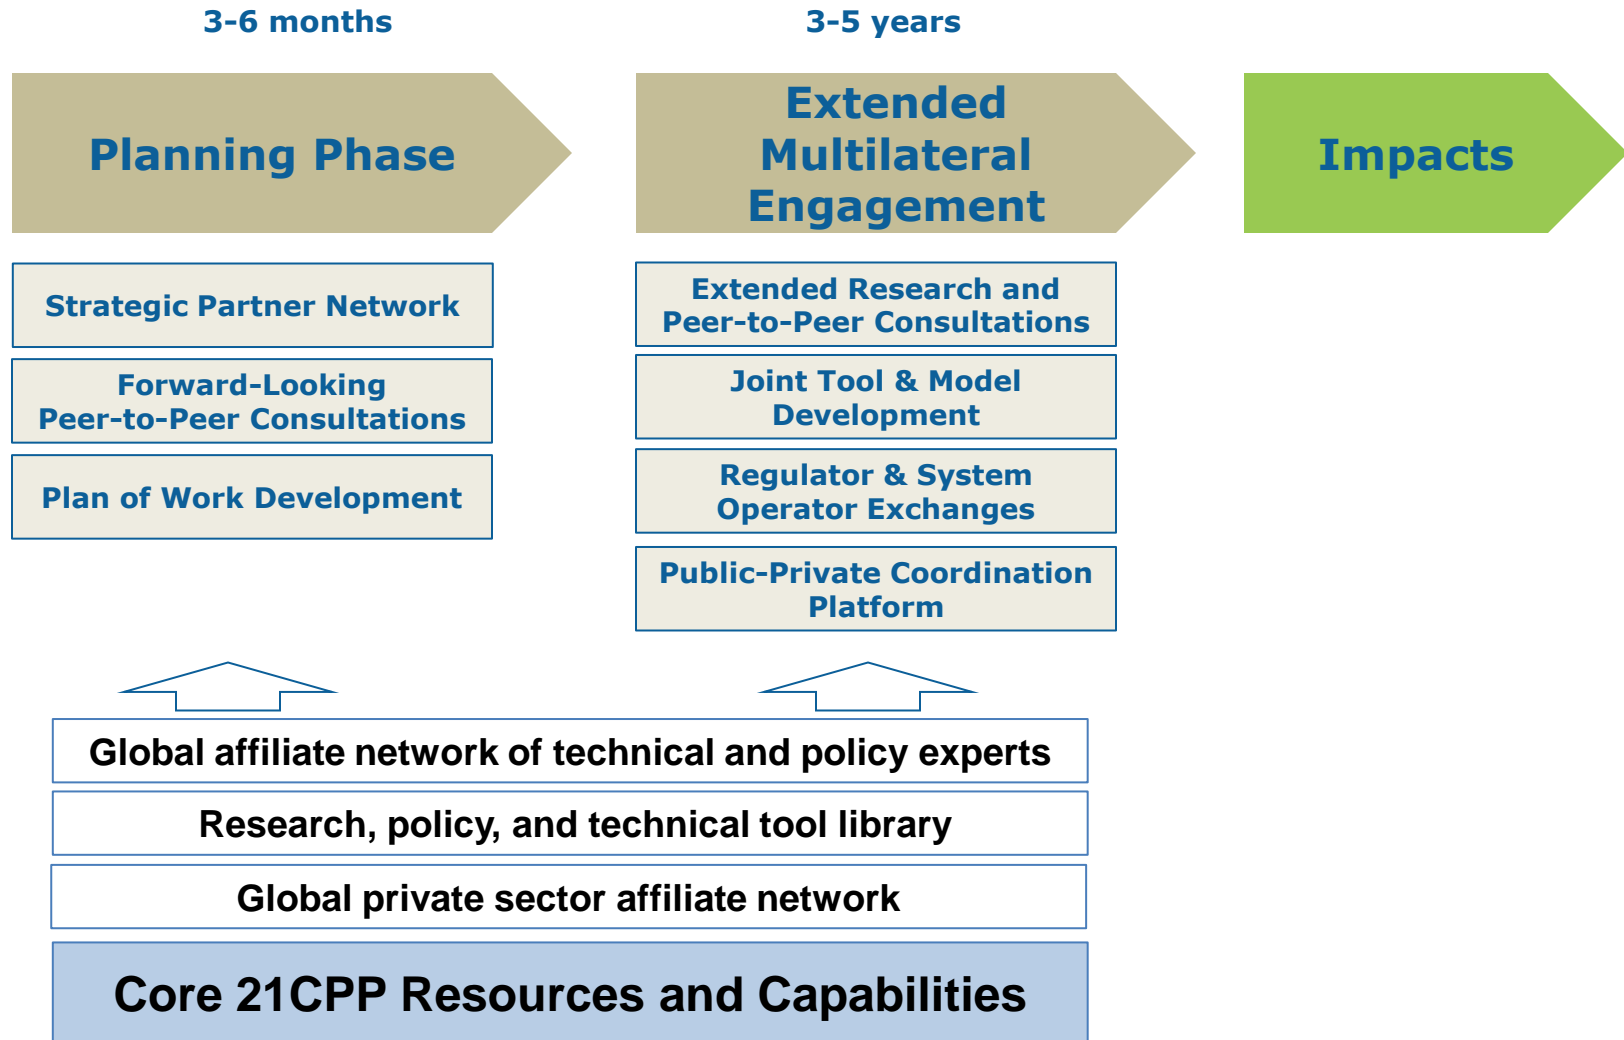 3-6 months
3-5 years
Planning Phase
Extended
Multilateral
Engagement
Impacts
Strategic Partner Network
Forward-Looking
Peer-to-Peer Consultations
Plan of Work Development
Extended Research and
Peer-to-Peer Consultations
Joint Tool & Model
Development
Regulator & System
Operator Exchanges
Public-Private Coordination
Platform
Global affiliate network of technical and policy experts
Research, policy, and technical tool library
Global private sector affiliate network
Core 21CPP Resources and Capabilities